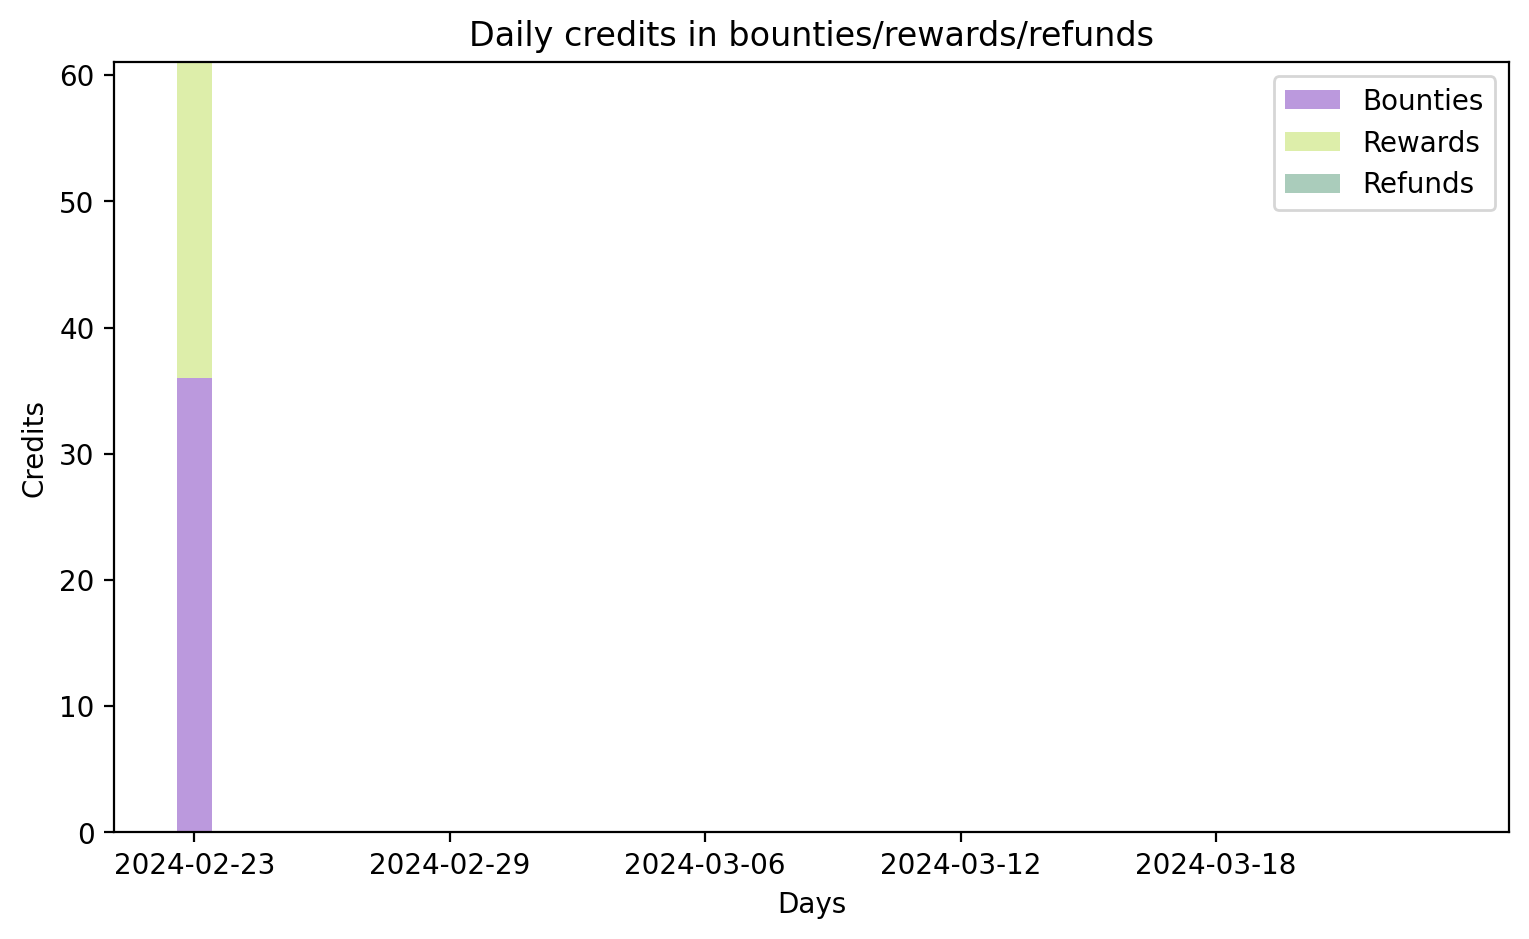 Daily credits in bounties/rewards/refunds
60
50
40
30
20
10
0
Credits
Bounties
Rewards
Refunds
2024-02-23 2024-02-29 2024-03-06 2024-03-12 2024-03-18
Days